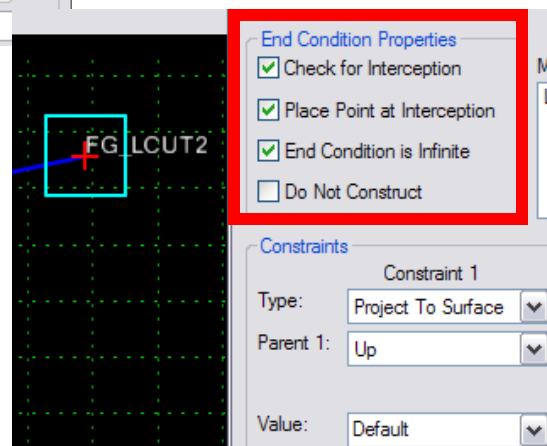 End Condition Properties
Check for Interception
Place Point at Interception
End Condition is Infinite
Do Not Construct
FG_LCUT2
Constraints
Constraint 1
Type: Project To Surface
Parent 1: Up
Value: Default